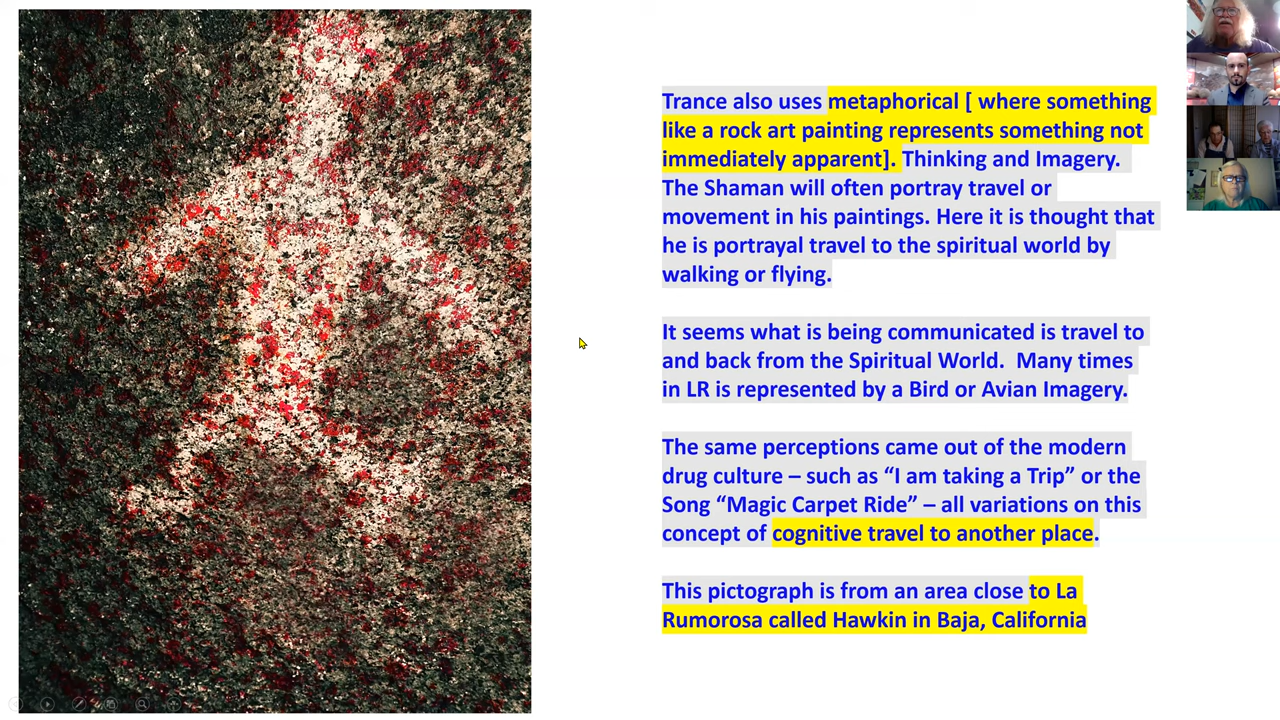 Trance also uses metaphorical [ where something
like a rock art painting represents something not
immediately apparent]. Thinking and Imagery.
The Shaman will often portray travel or
movement in his paintings. Here it is thought that
he is portrayal travel to the spiritual world by
walking or flying.
It seems what is being communicated is travel to
and back from the Spiritual World.  Many times
in LR is represented by a Bird or Avian Imagery.
The same perceptions came out of the modern
drug culture – such as “I am taking a Trip” or the
Song “Magic Carpet Ride” – all variations on this
concept of cognitive travel to another place.
This pictograph is from an area close to La
Rumorosa called Hawkin in Baja, California